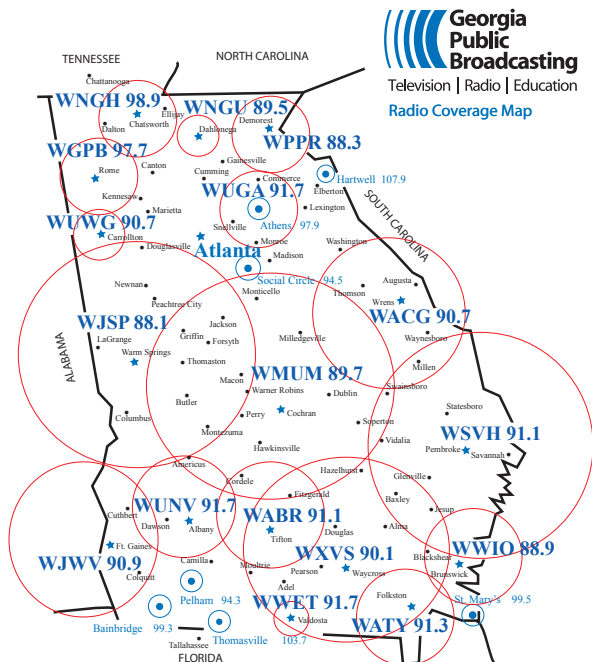 Georgia
Public
Broadcasting
Television | Radio | Education
Radio Coverage Map
TENNESSEE
NORTH CAROLINA
Chattanooga
WNGH 98.9
WNGU 89.5
Ellijay
Demorest
Dalton
Chatsworth
Dahlonega
WPPR 88.3
WGPB 97.7
Gainesville
Rome
Canton
Cumming
Commerce
Hartwell 107.9
WUGA 91.7
Elberton
Kennesaw
Lexington
SOUTH CAROLINA
WUWG 90.7
Marietta
Snellville
Athens 97.9
Carrollton
Douglasville
Atlanta
Monroe
Washington
Madison
Social Circle 94.5
Newnan
Monticello
Thomson
Augusta
Peachtree City
Wrens
WACG 90.7
WJSP 88.1
Jackson
Griffin
Forsyth
Milledgeville
Waynesboro
ALABAMA
LaGrange
Warm Springs
Thomaston
Millen
WMUM 89.7
Macon
Warner Robins
Swainsboro
Butler
Dublin
Columbus
Perry
Cochran
Statesboro
Montezuma
Soperton
WSVH 91.1
Hawkinsville
Vidalia
Pembroke
Savannah
Americus
Cordele
Hazelhurst
Glenville
WUNV 91.7
Fitzgerald
Baxley
Cuthbert
Dawson
Albany
WABR 91.1
Jesup
Tifton
Douglas
Alma
Ft. Gaines
WXVS 90.1
Blackshear
WWIO 88.9
WJWV 90.9
Camilla
Moultrie
Pearson
Waycross
Brunswick
Colquitt
Adel
Pelham 94.3
WWET 91.7
Folkston
St. Mary's 99.5
Bainbridge
99.3
Thomasville
103.7
Valdosta
WATY 91.3
Tallahassee
FLORIDA